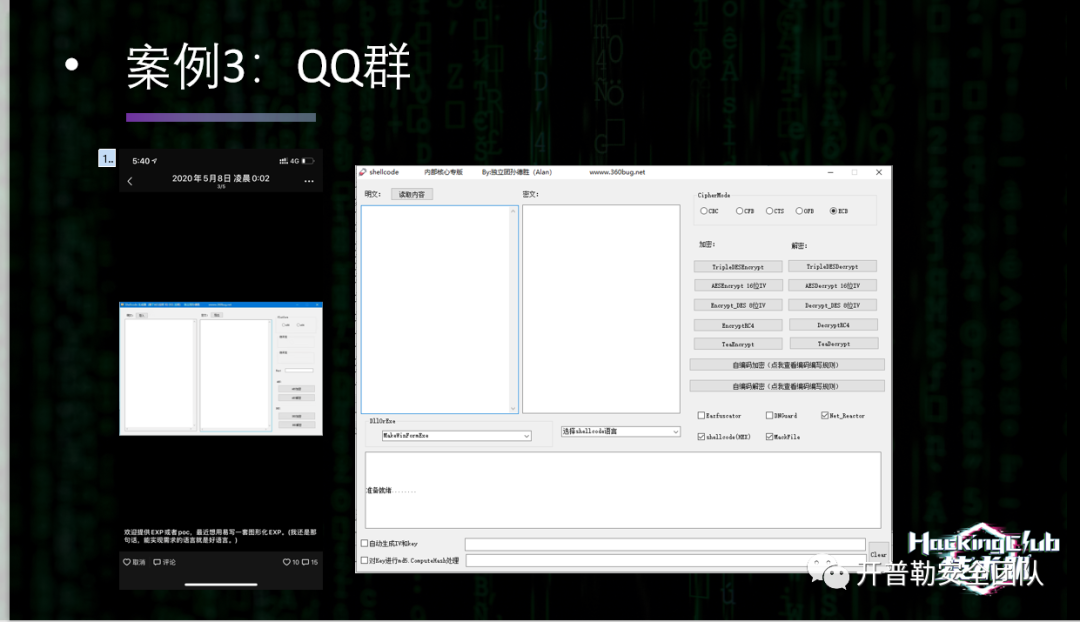 • 案例3：QQ群
1..
5:40
4G
2020年5月8日 凌晨0:02
3/5
欢迎提供EXP或者poc，最近想用易写一套图形化EXP。(我还是那
句话，能实现需求的语言就是好语言。)
取消 评论 10 15
shellcode 内部核心专版 By:独立团孙德胜（Alan） wwww.360bug.net
明文: 读取内容 密文:
CipherMode
CBC CFB CTS OFB ECB
加密: 解密:
TripleDESEncrypt TripleDESDecrypt
AESEncrypt 16位IV AESDecrypt 16位IV
Encrypt_DES 8位IV Decrypt_DES 8位IV
EncryptRC4 DecryptRC4
TeaEncrypt TeaDecrypt
自编码加密（点我查看编码编写规则）
自编码解密（点我查看编码编写规则）
DllOrExe
MakeWinFormExe
选择shellcode语言
Eazfuscator DNGuard Net_Reactor
shellcode(HEX) HashFile
准备就绪........
自动生成IV和key
对Key进行md5.ComputeHash处理
Clear
HackingClub
开普勒安全团队